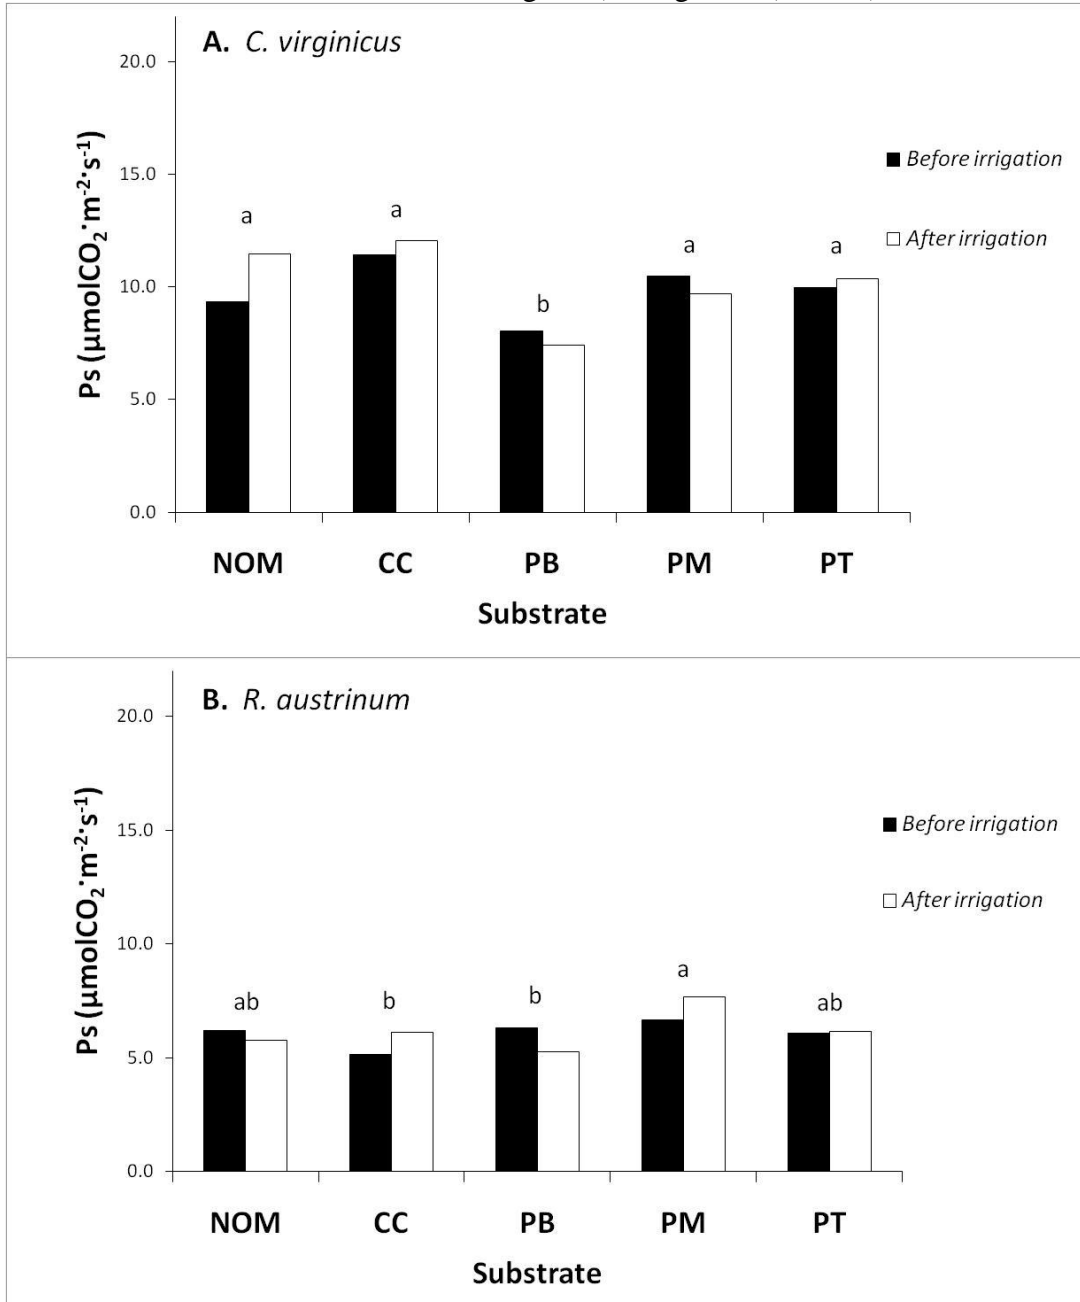 A. C. virginicus
20.0
15.0
10.0
5.0
0.0
Ps (µmolCO₂·m⁻²·s⁻¹)
Before irrigation
After irrigation
a
a
b
a
a
NOM CC PB PM PT
Substrate
B. R. austrinum
20.0
15.0
10.0
5.0
0.0
Ps (µmolCO₂·m⁻²·s⁻¹)
Before irrigation
After irrigation
ab
b
b
a
ab
NOM CC PB PM PT
Substrate